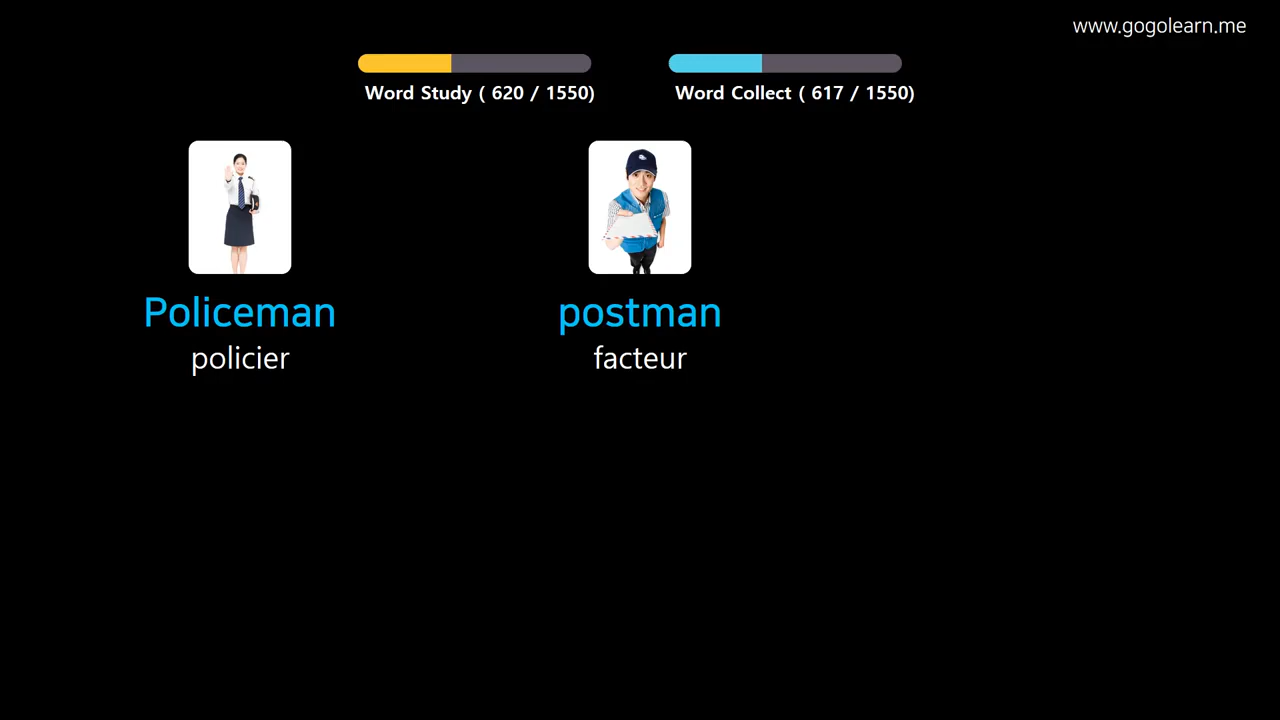 www.gogolearn.me
Word Study ( 620 / 1550)
Word Collect ( 617 / 1550)
Policeman
policier
postman
facteur